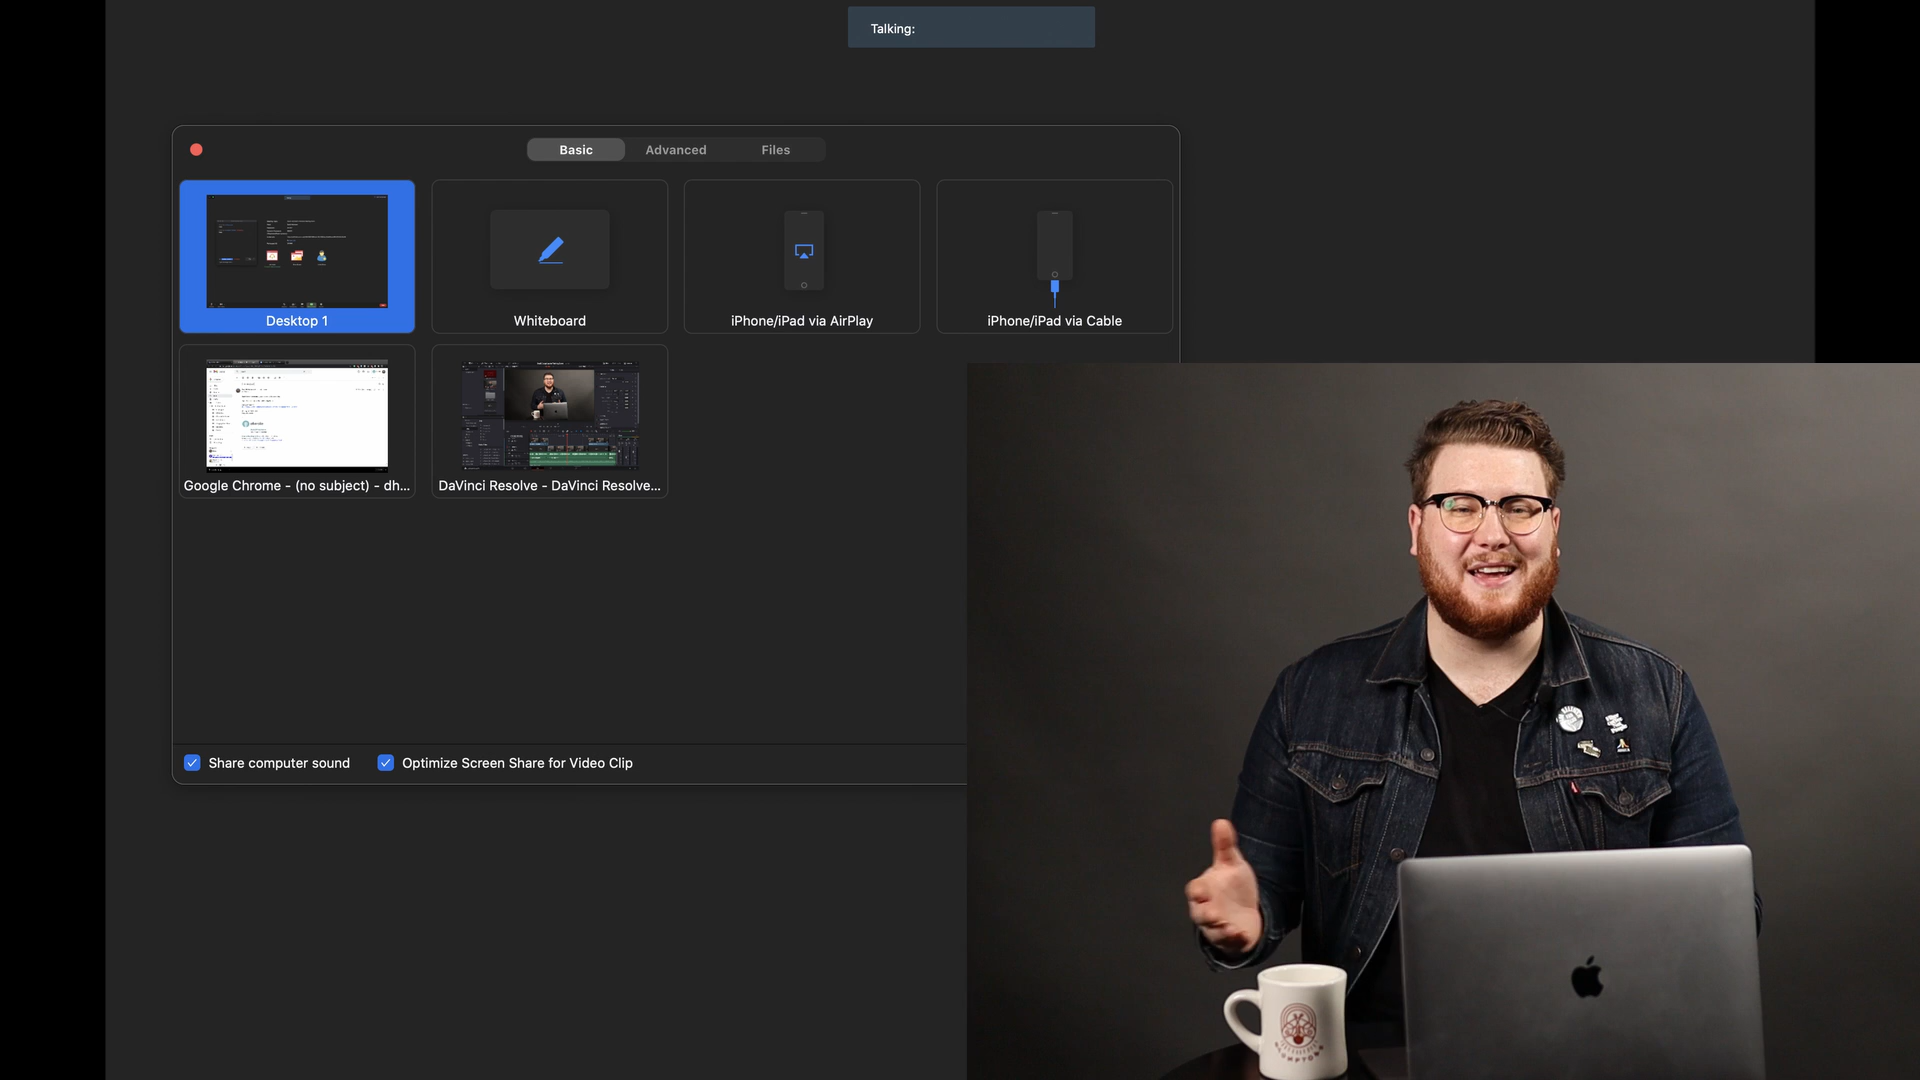 Talking:
Basic
Advanced
Files
Desktop 1
Whiteboard
iPhone/iPad via AirPlay
iPhone/iPad via Cable
Google Chrome - (no subject) - dh...
DaVinci Resolve - DaVinci Resolve...
Share computer sound
Optimize Screen Share for Video Clip